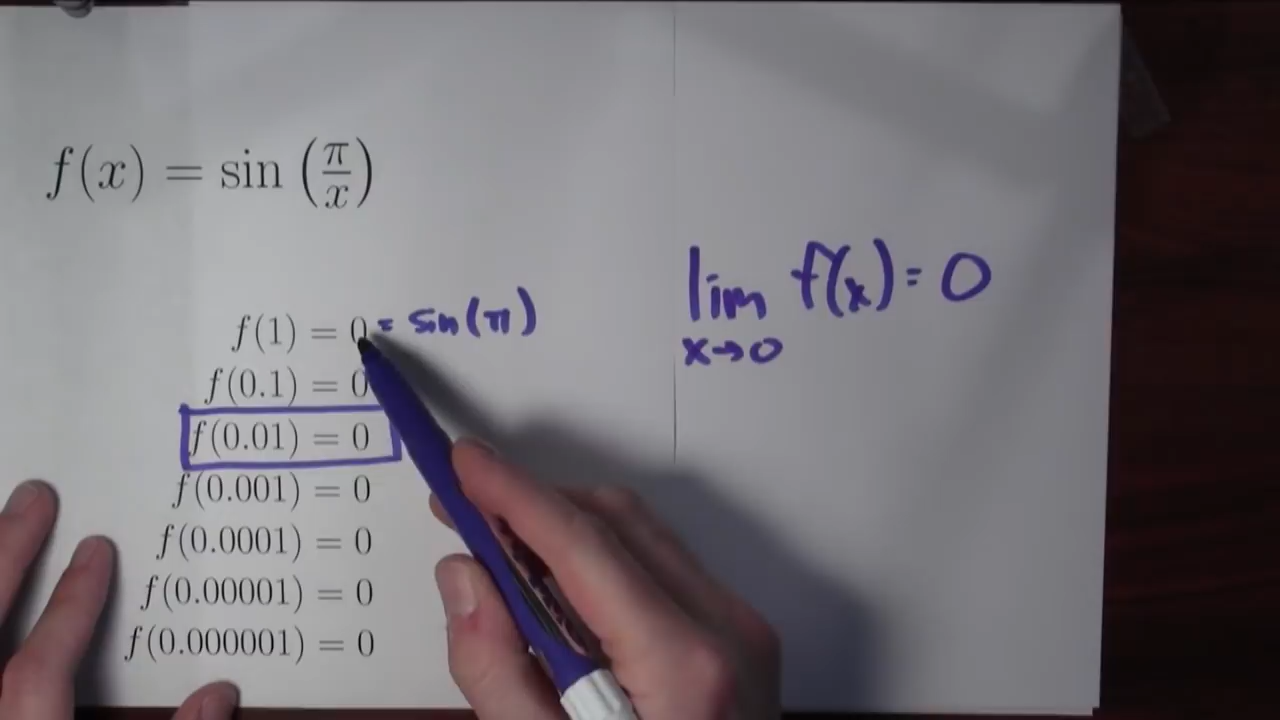 f(x) = sin(π/x)
f(1) = 0 = sin(π)
f(0.1) = 0
f(0.01) = 0
f(0.001) = 0
f(0.0001) = 0
f(0.00001) = 0
f(0.000001) = 0
lim f(x) = 0
x→0